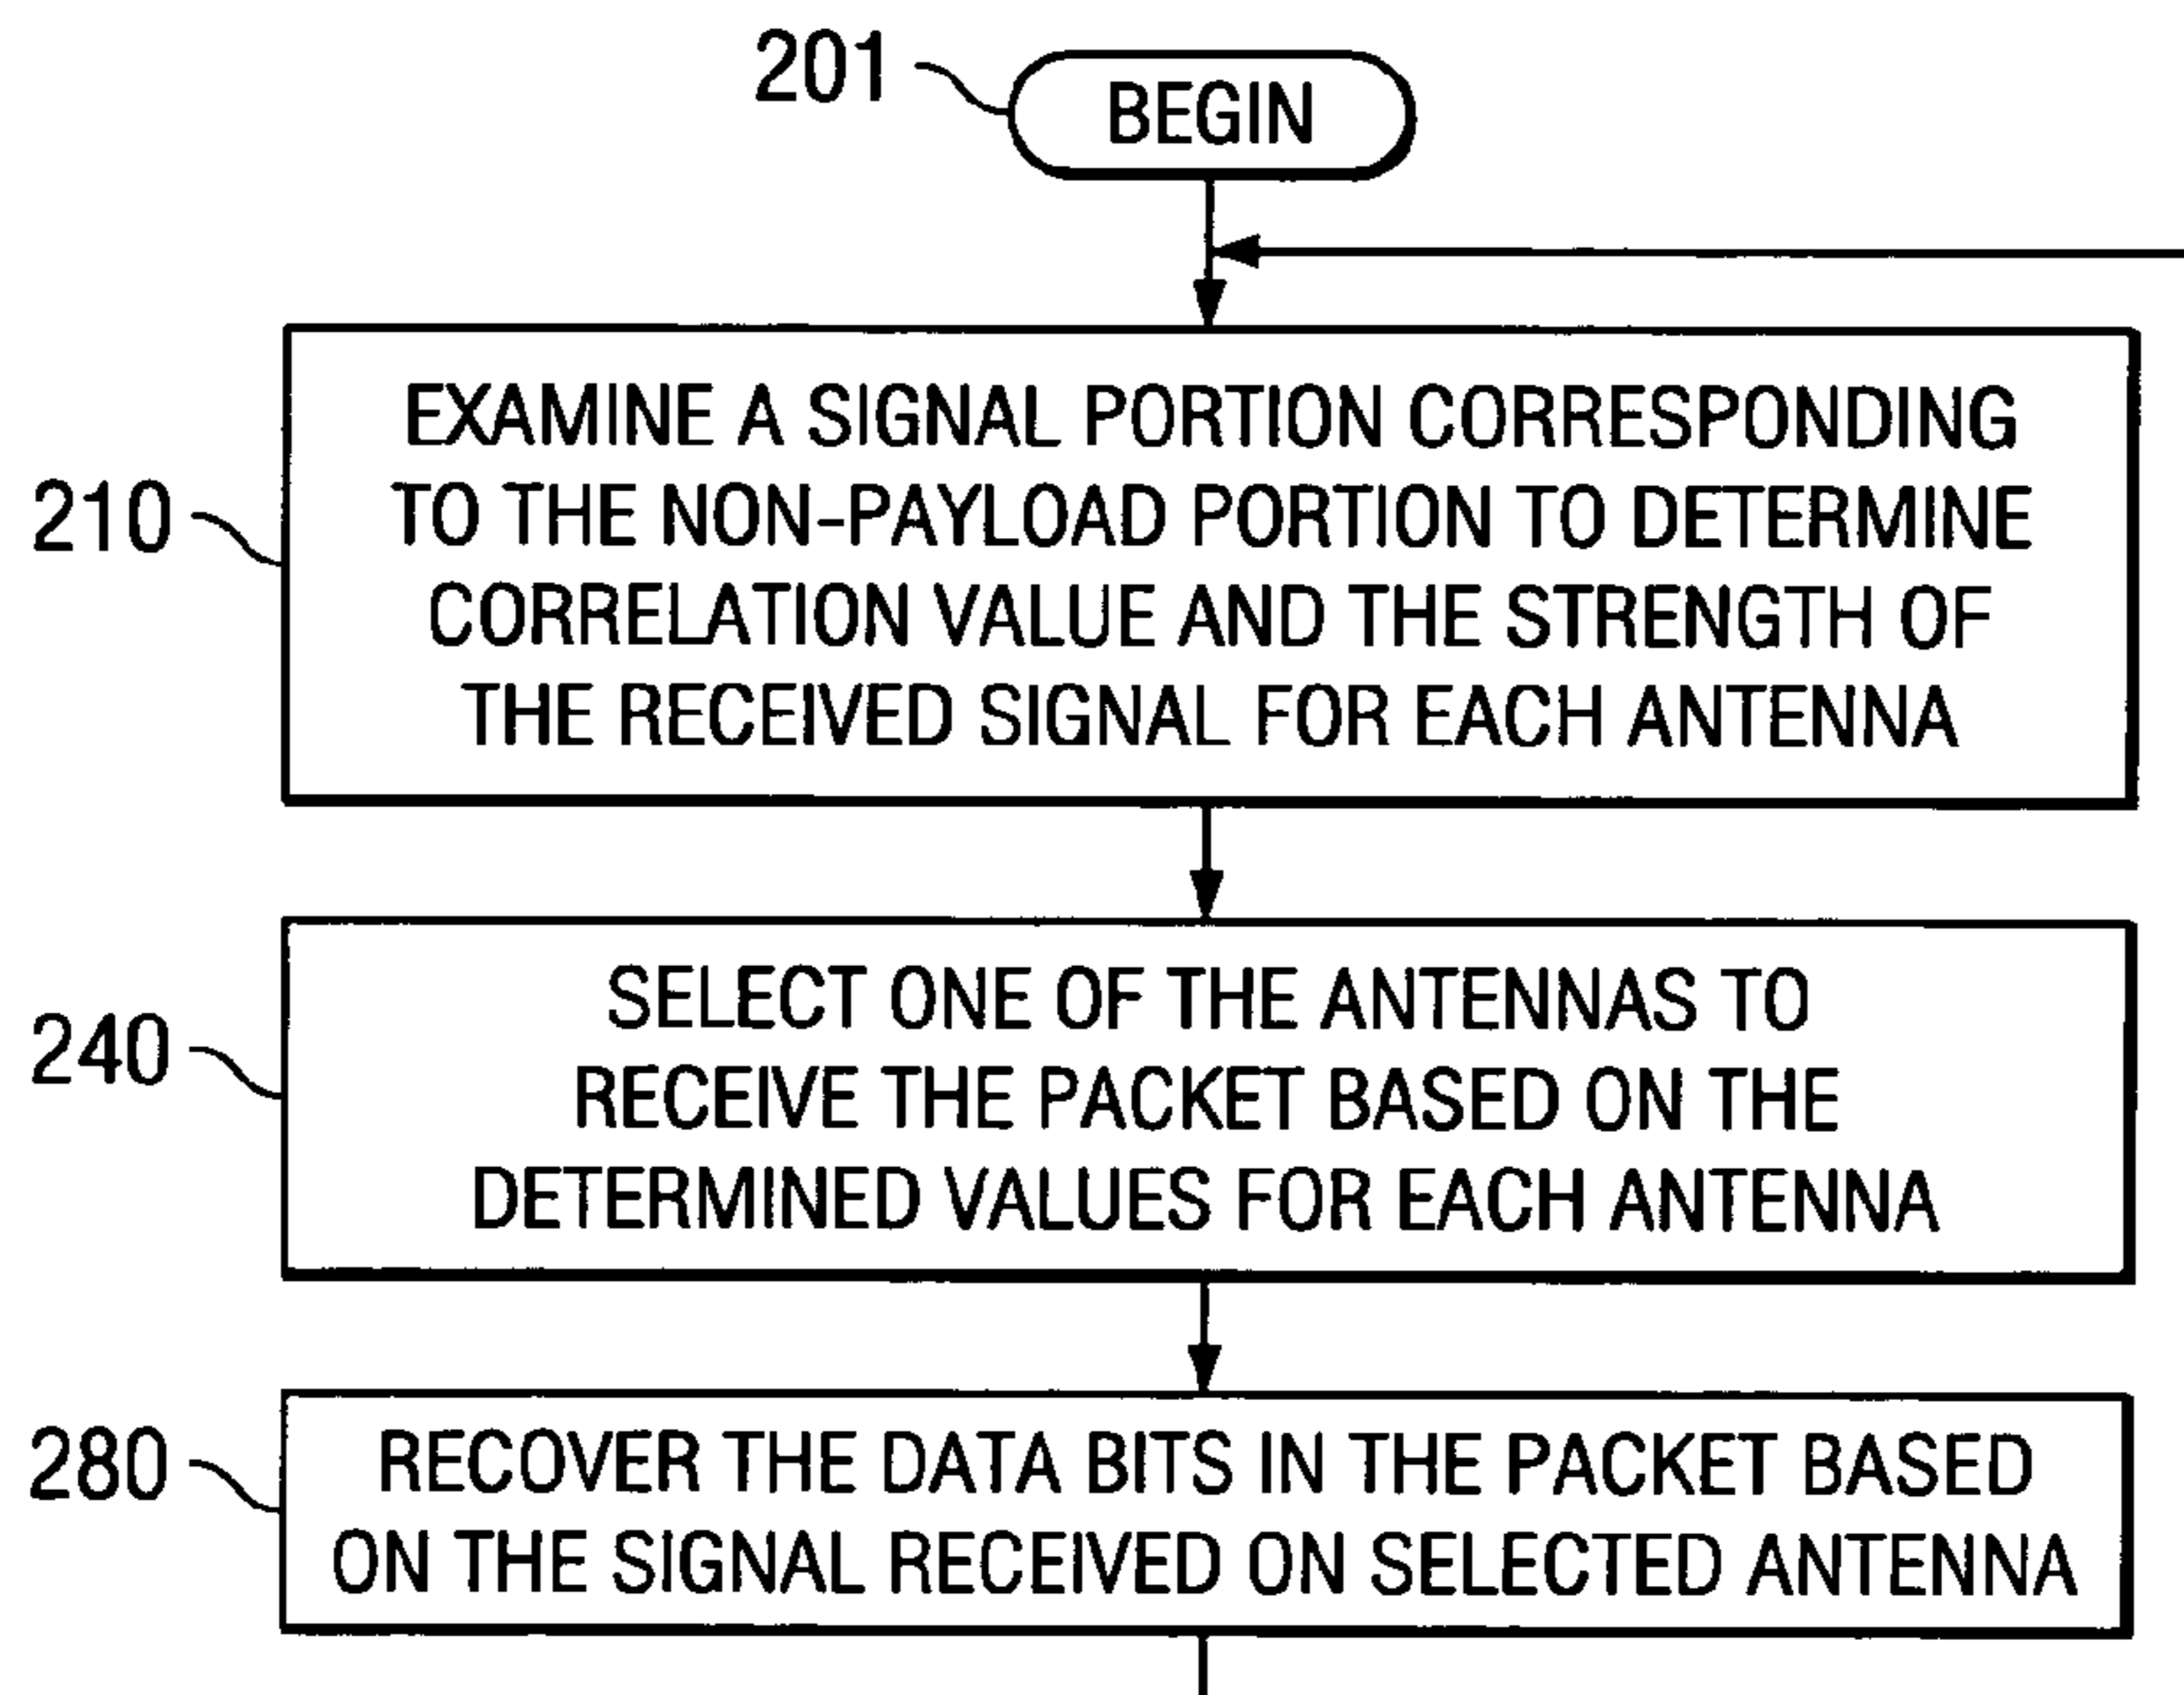 201
BEGIN
210
EXAMINE A SIGNAL PORTION CORRESPONDING
TO THE NON-PAYLOAD PORTION TO DETERMINE
CORRELATION VALUE AND THE STRENGTH OF
THE RECEIVED SIGNAL FOR EACH ANTENNA
240
SELECT ONE OF THE ANTENNAS TO
RECEIVE THE PACKET BASED ON THE
DETERMINED VALUES FOR EACH ANTENNA
280
RECOVER THE DATA BITS IN THE PACKET BASED
ON THE SIGNAL RECEIVED ON SELECTED ANTENNA